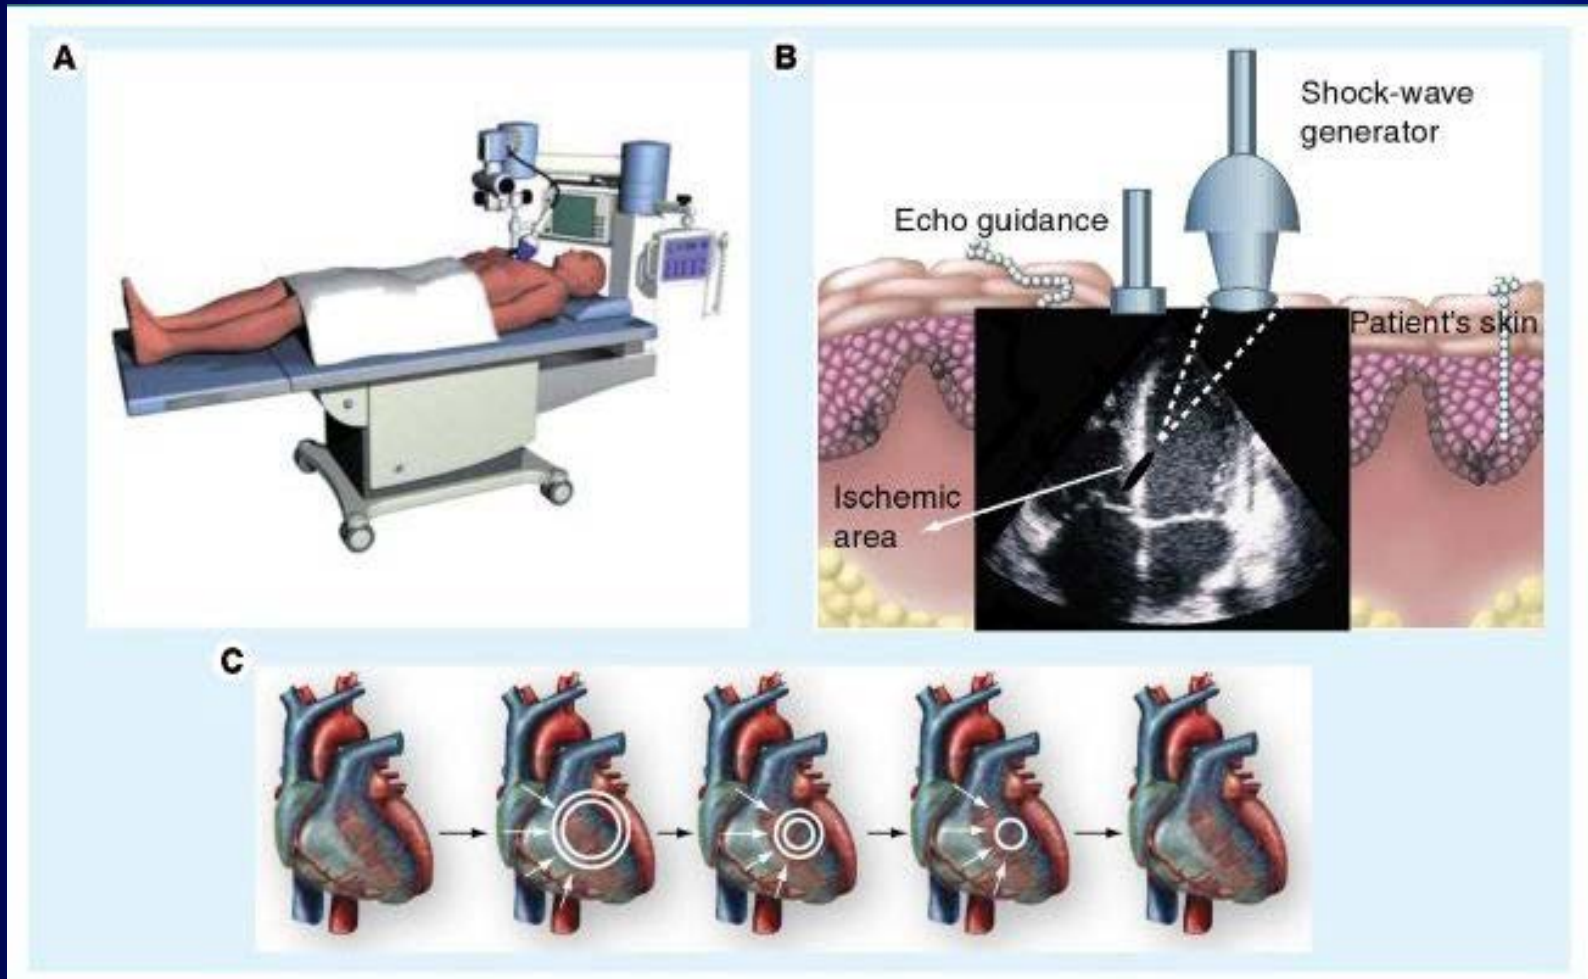 A
B
Shock-wave
generator
Echo guidance
Patient's skin
Ischemic
area
C